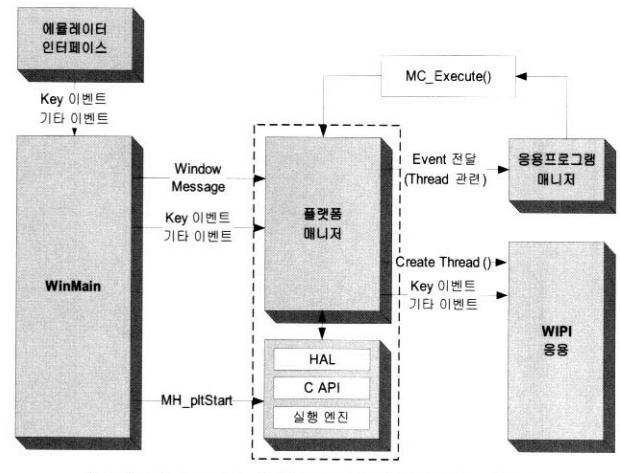 에뮬레이터
인터페이스
Key 이벤트
기타 이벤트
WinMain
Window
Message
Key 이벤트
기타 이벤트
MH_pltStart
플랫폼
매니저
HAL
C API
실행 엔진
MC_Execute()
Event 전달
(Thread 관련)
응용프로그램
매니저
Create Thread ()
Key 이벤트
기타 이벤트
WIPI
응용